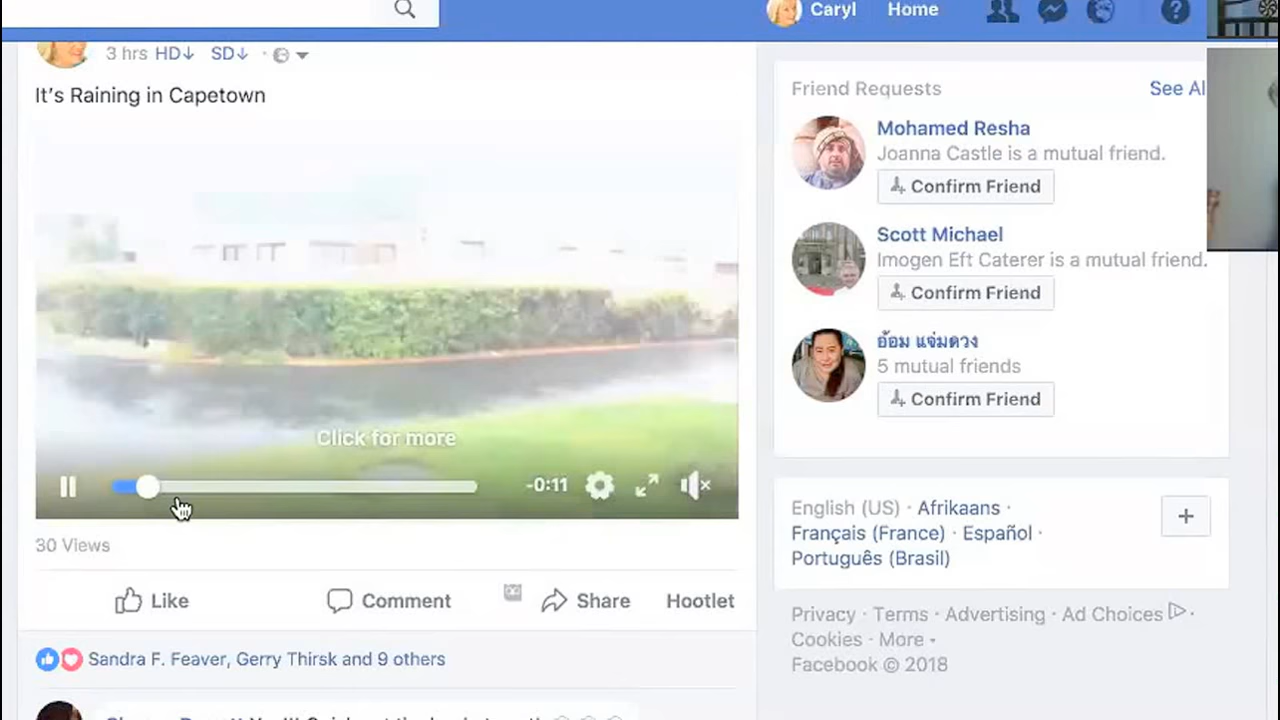 Caryl Home
3 hrs HD↓ SD↓ ·
It's Raining in Capetown
Click for more
-0:11
30 Views
Like Comment Share Hootlet
Sandra F. Feaver, Gerry Thirsk and 9 others
Friend Requests See Al
Mohamed Resha
Joanna Castle is a mutual friend.
Confirm Friend
Scott Michael
Imogen Eft Caterer is a mutual friend.
Confirm Friend
อ้อม แจ่มดวง
5 mutual friends
Confirm Friend
English (US) · Afrikaans ·
Français (France) · Español ·
Português (Brasil)
Privacy · Terms · Advertising · Ad Choices ·
Cookies · More
Facebook © 2018